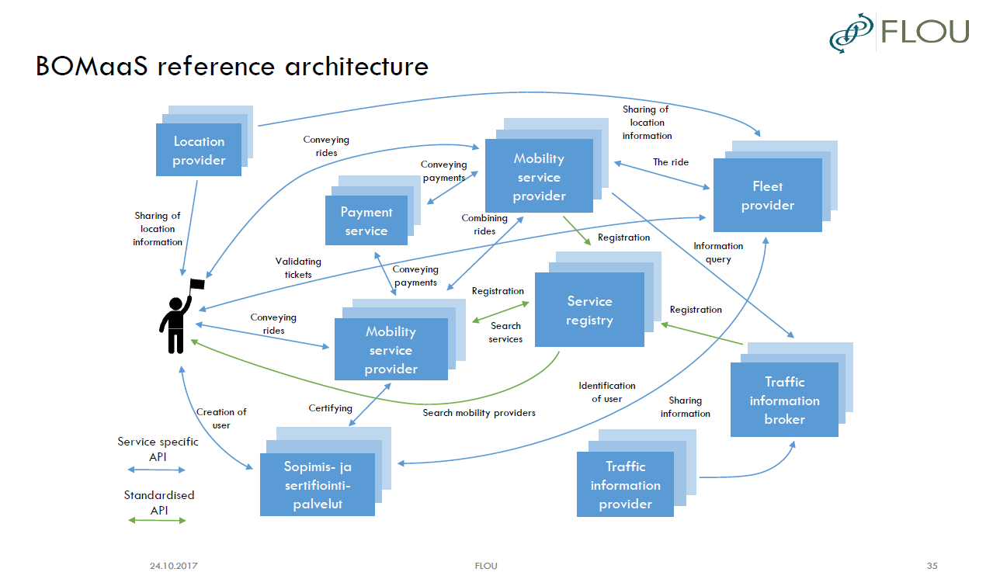 FLOU
BOMaaS reference architecture
Location
provider
Sharing of
location
information
Conveying
rides
Conveying
payments
Payment
service
Mobility
service
provider
Sharing of
location
information
The ride
Fleet
provider
Combining
rides
Registration
Information
query
Validating
tickets
Conveying
payments
Registration
Search
services
Service
registry
Registration
Conveying
rides
Mobility
service
provider
Creation of
user
Certifying
Search mobility providers
Identification
of user
Sharing
information
Traffic
information
broker
Service specific
API
Standardised
API
Sopimis- ja
sertifiointi-
palvelut
Traffic
information
provider
24.10.2017
FLOU
35